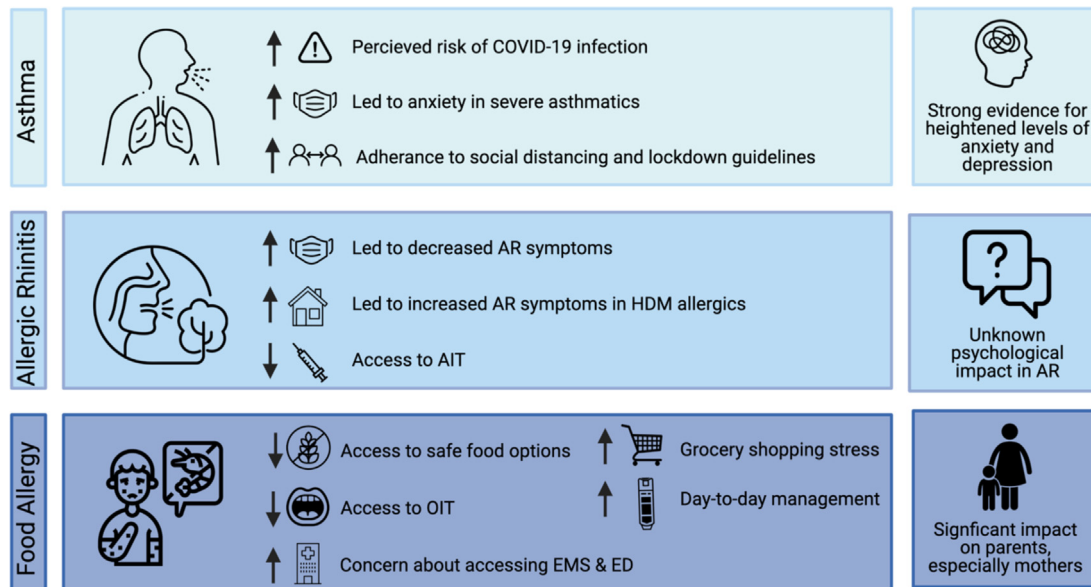 Asthma
Percieved risk of COVID-19 infection
Led to anxiety in severe asthmatics
Adherence to social distancing and lockdown guidelines
Strong evidence for
heightened levels of
anxiety and
depression
Allergic Rhinitis
Led to decreased AR symptoms
Led to increased AR symptoms in HDM allergics
Access to AIT
?
Unknown
psychological
impact in AR
Food Allergy
Access to safe food options
Access to OIT
Concern about accessing EMS & ED
Grocery shopping stress
Day-to-day management
Signficant impact
on parents,
especially mothers